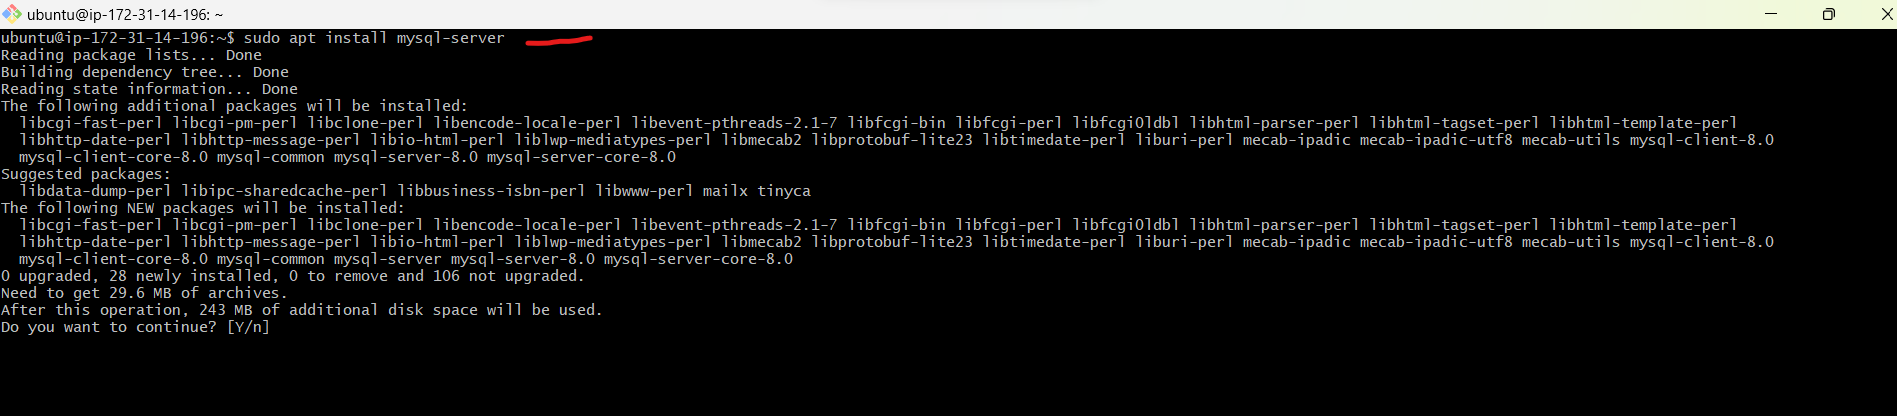 ubuntu@ip-172-31-14-196: ~
ubuntu@ip-172-31-14-196:~$ sudo apt install mysql-server
Reading package lists... Done
Building dependency tree... Done
Reading state information... Done
The following additional packages will be installed:
  libcgi-fast-perl libcgi-pm-perl libclone-perl libencode-locale-perl libevent-pthreads-2.1-7 libfcgi-bin libfcgi-perl libfcgi0ldbl libhtml-parser-perl libhtml-tagset-perl libhtml-template-perl
  libhttp-date-perl libhttp-message-perl libio-html-perl liblwp-mediatypes-perl libmecab2 libprotobuf-lite23 libtimedate-perl liburi-perl mecab-ipadic mecab-ipadic-utf8 mecab-utils mysql-client-8.0
  mysql-client-core-8.0 mysql-common mysql-server-8.0 mysql-server-core-8.0
Suggested packages:
  libdata-dump-perl libipc-sharedcache-perl libbusiness-isbn-perl libwww-perl mailx tinyca
The following NEW packages will be installed:
  libcgi-fast-perl libcgi-pm-perl libclone-perl libencode-locale-perl libevent-pthreads-2.1-7 libfcgi-bin libfcgi-perl libfcgi0ldbl libhtml-parser-perl libhtml-tagset-perl libhtml-template-perl
  libhttp-date-perl libhttp-message-perl libio-html-perl liblwp-mediatypes-perl libmecab2 libprotobuf-lite23 libtimedate-perl liburi-perl mecab-ipadic mecab-ipadic-utf8 mecab-utils mysql-client-8.0
  mysql-client-core-8.0 mysql-common mysql-server mysql-server-8.0 mysql-server-core-8.0
0 upgraded, 28 newly installed, 0 to remove and 106 not upgraded.
Need to get 29.6 MB of archives.
After this operation, 243 MB of additional disk space will be used.
Do you want to continue? [Y/n]